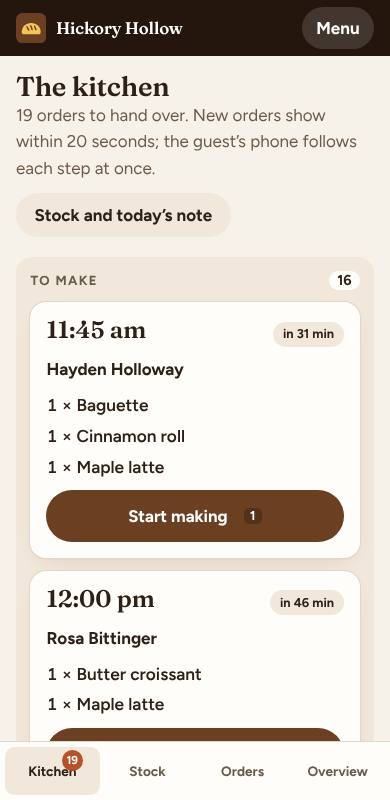 Hickory Hollow
Menu
The kitchen
19 orders to hand over. New orders show
within 20 seconds; the guest’s phone follows
each step at once.
Stock and today’s note
TO MAKE
16
11:45 am
in 31 min
Hayden Holloway
1 × Baguette
1 × Cinnamon roll
1 × Maple latte
Start making
1
12:00 pm
in 46 min
Rosa Bittinger
1 × Butter croissant
1 × Maple latte
19
Kitchen
Stock
Orders
Overview